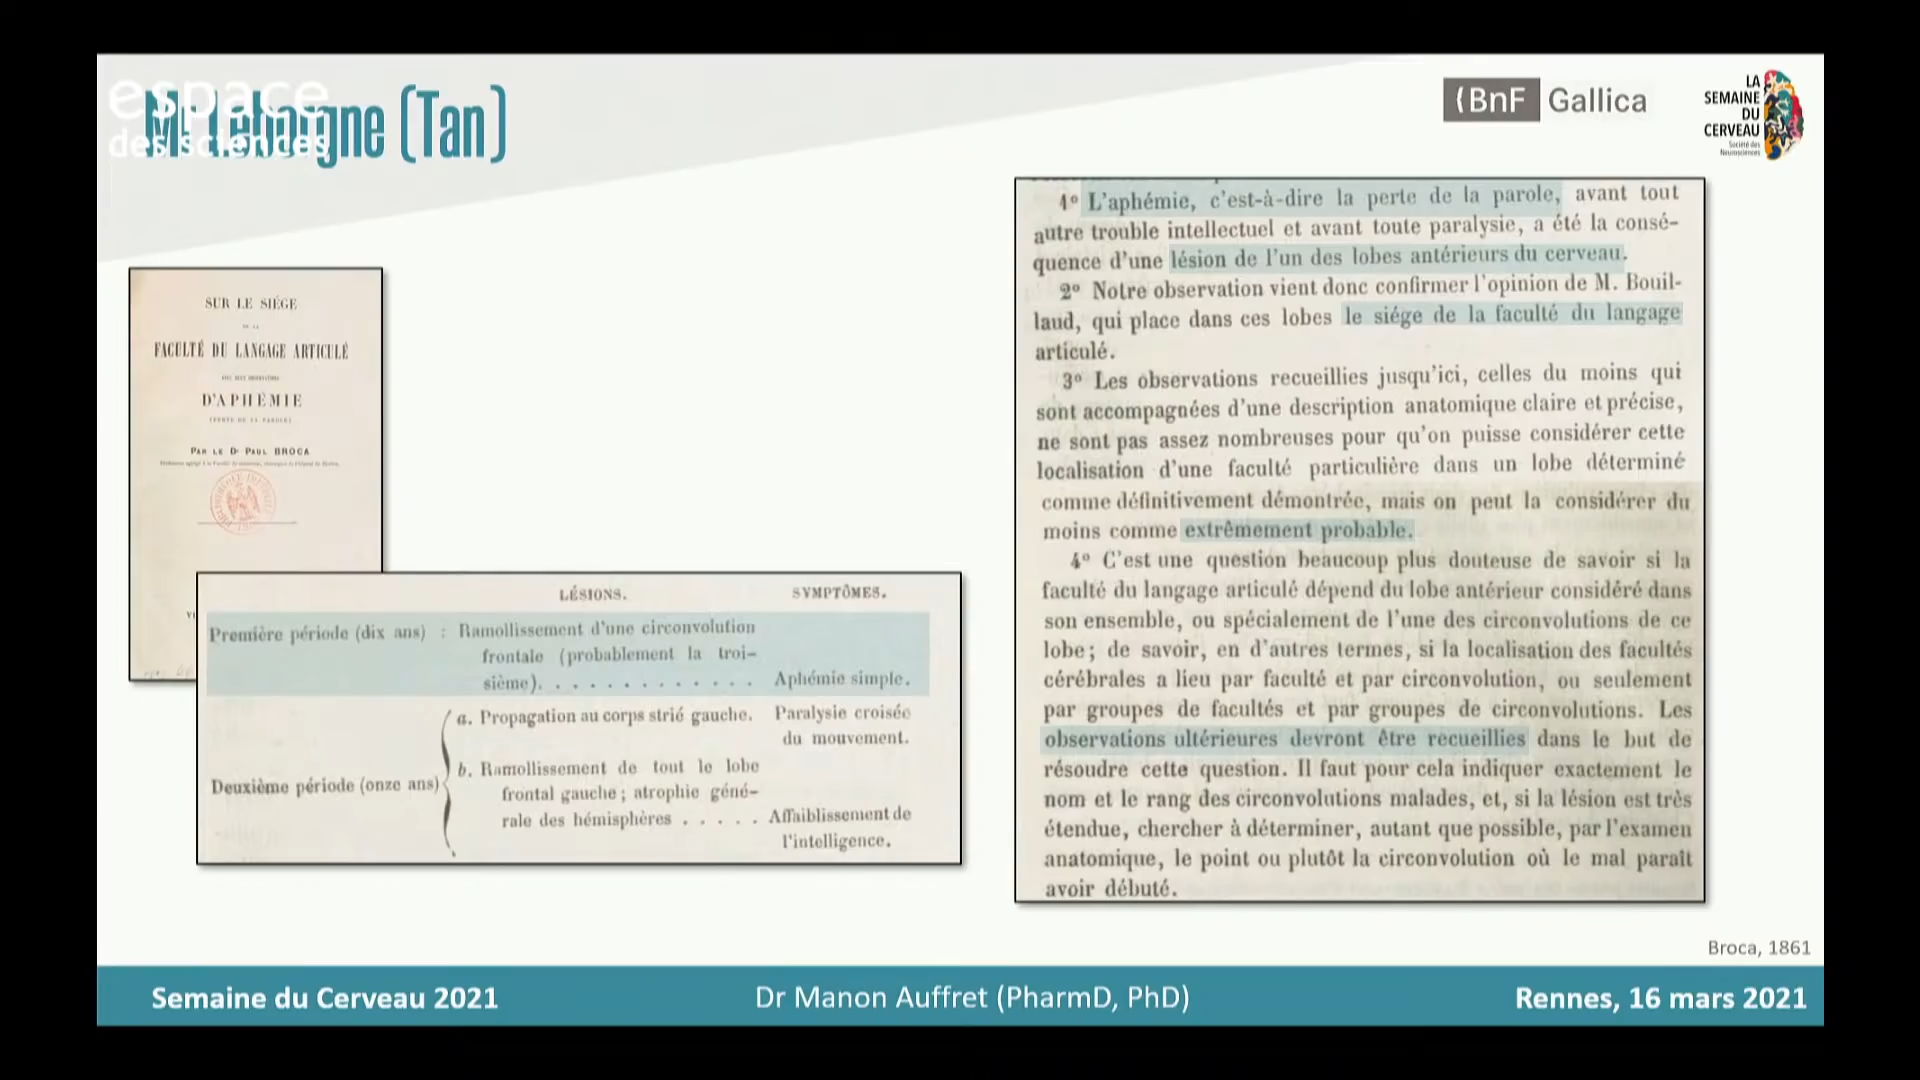 espace
des sciences
Mr Leborgne (Tan)
(BnF Gallica
LA
SEMAINE
DU
CERVEAU
Société des
Neurosciences
SUR LE SIÉGE
DE LA
FACULTÉ DU LANGAGE ARTICULÉ
AVEC DEUX OBSERVATIONS
D'APHÉMIE
(PERTE DE LA PAROLE)
PAR LE Dr PAUL BROCA
LÉSIONS. SYMPTÔMES.
Première période (dix ans) : Ramollissement d'une circonvolution
frontale (probablement la troi-
sième). . . . . . . . . . . . . Aphémie simple.
a. Propagation au corps strié gauche. Paralysie croisée
du mouvement.
Deuxième période (onze ans)
b. Ramollissement de tout le lobe
frontal gauche ; atrophie géné-
rale des hémisphères . . . . . Affaiblissement de
l'intelligence.
1° L'aphémie, c'est-à-dire la perte de la parole, avant tout
autre trouble intellectuel et avant toute paralysie, a été la consé-
quence d'une lésion de l'un des lobes antérieurs du cerveau.
2° Notre observation vient donc confirmer l'opinion de M. Bouil-
laud, qui place dans ces lobes le siége de la faculté du langage
articulé.
3° Les observations recueillies jusqu'ici, celles du moins qui
sont accompagnées d'une description anatomique claire et précise,
ne sont pas assez nombreuses pour qu'on puisse considérer cette
localisation d'une faculté particulière dans un lobe déterminé
comme définitivement démontrée, mais on peut la considérer du
moins comme extrêmement probable.
4° C'est une question beaucoup plus douteuse de savoir si la
faculté du langage articulé dépend du lobe antérieur considéré dans
son ensemble, ou spécialement de l'une des circonvolutions de ce
lobe ; de savoir, en d'autres termes, si la localisation des facultés
cérébrales a lieu par faculté et par circonvolution, ou seulement
par groupes de facultés et par groupes de circonvolutions. Les
observations ultérieures devront être recueillies dans le but de
résoudre cette question. Il faut pour cela indiquer exactement le
nom et le rang des circonvolutions malades, et, si la lésion est très
étendue, chercher à déterminer, autant que possible, par l'examen
anatomique, le point ou plutôt la circonvolution où le mal paraît
avoir débuté.
Broca, 1861
Semaine du Cerveau 2021
Dr Manon Auffret (PharmD, PhD)
Rennes, 16 mars 2021